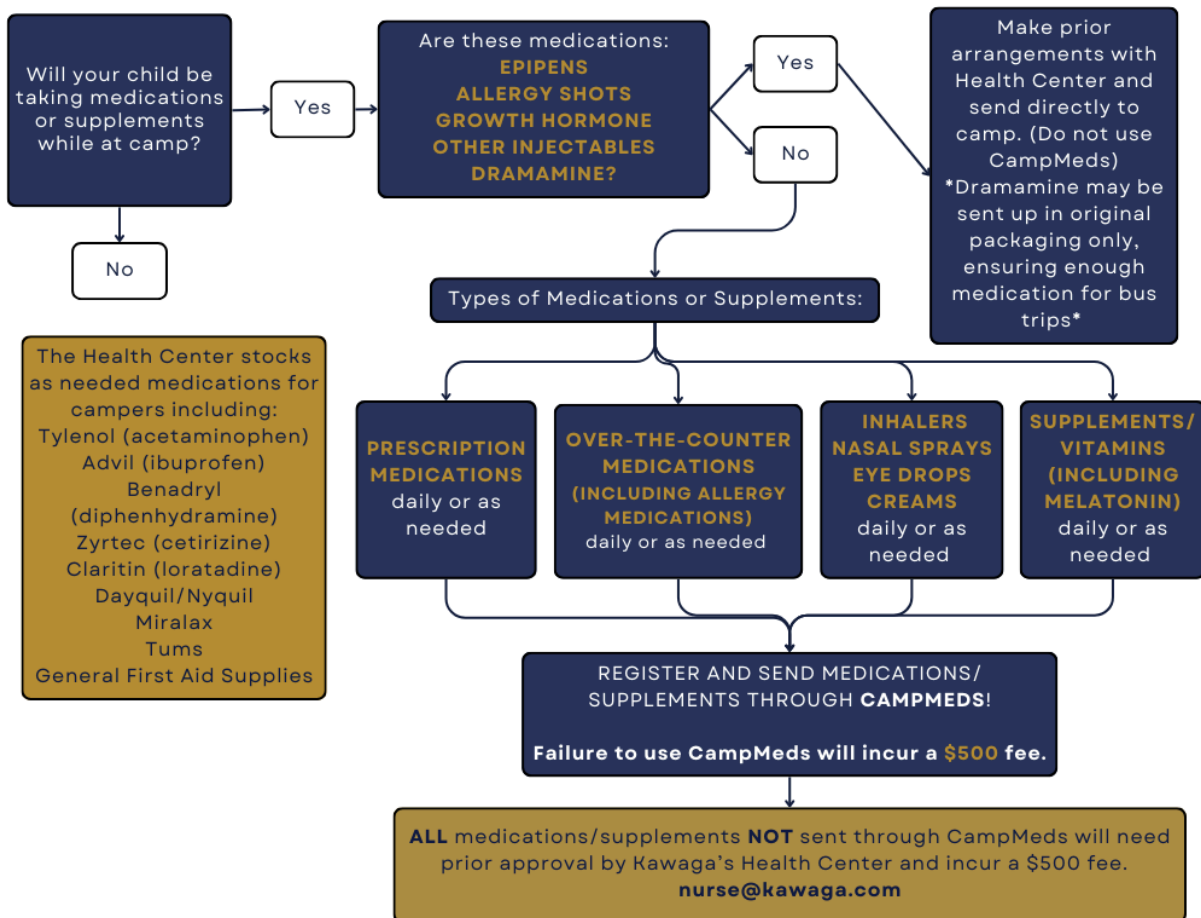 Will your child be
taking medications
or supplements
while at camp?
Yes
No
Are these medications:
EPIPENS
ALLERGY SHOTS
GROWTH HORMONE
OTHER INJECTABLES
DRAMAMINE?
Yes
No
Make prior
arrangements with
Health Center and
send directly to
camp. (Do not use
CampMeds)
*Dramamine may be
sent up in original
packaging only,
ensuring enough
medication for bus
trips*
Types of Medications or Supplements:
The Health Center stocks
as needed medications for
campers including:
Tylenol (acetaminophen)
Advil (ibuprofen)
Benadryl
(diphenhydramine)
Zyrtec (cetirizine)
Claritin (loratadine)
Dayquil/Nyquil
Miralax
Tums
General First Aid Supplies
PRESCRIPTION
MEDICATIONS
daily or as
needed
OVER-THE-COUNTER
MEDICATIONS
(INCLUDING ALLERGY
MEDICATIONS)
daily or as needed
INHALERS
NASAL SPRAYS
EYE DROPS
CREAMS
daily or as
needed
SUPPLEMENTS/
VITAMINS
(INCLUDING
MELATONIN)
daily or as
needed
REGISTER AND SEND MEDICATIONS/
SUPPLEMENTS THROUGH CAMPMEDS!
Failure to use CampMeds will incur a $500 fee.
ALL medications/supplements NOT sent through CampMeds will need
prior approval by Kawaga's Health Center and incur a $500 fee.
nurse@kawaga.com